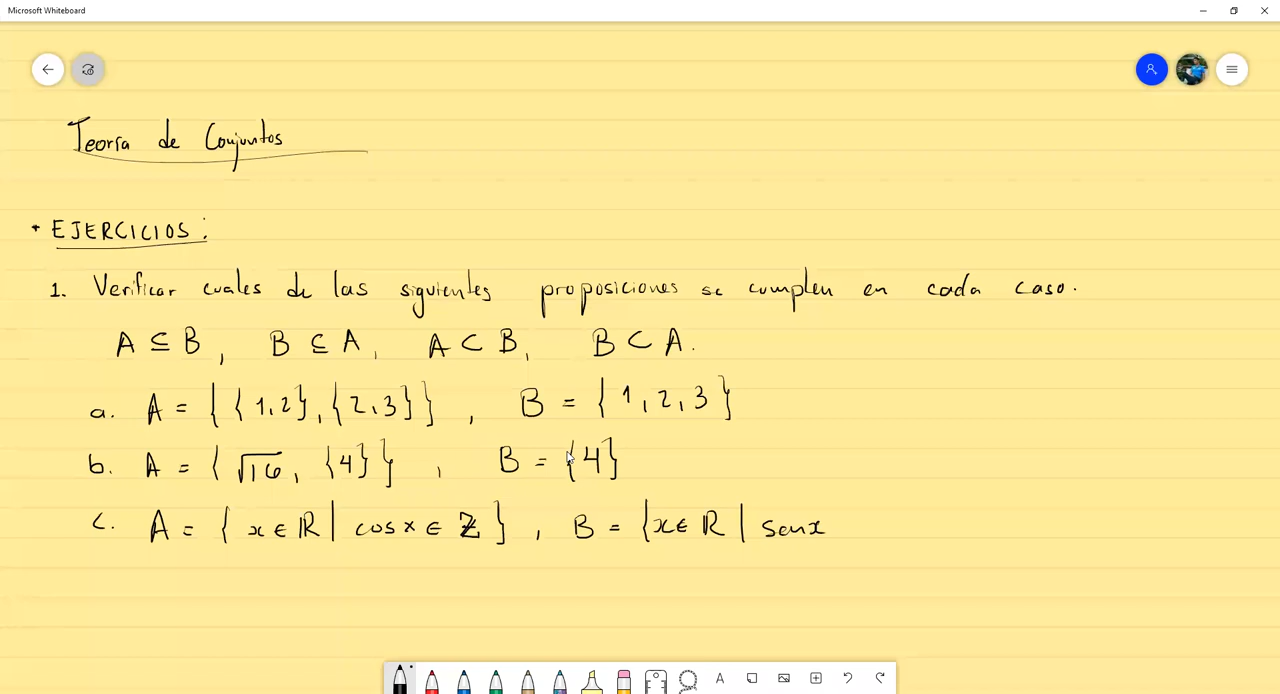 Microsoft Whiteboard
Teoría de Conjuntos
* EJERCICIOS:
1. Verificar cuales de las siguientes proposiciones se cumplen en cada caso.
A ⊆ B, B ⊆ A, A ⊂ B, B ⊂ A.
a. A = { {1,2}, {2,3} } , B = { 1, 2, 3 }
b. A = { √16, {4} } , B = {4}
c. A = { x ∈ ℝ | cos x ∈ ℤ } , B = {x ∈ ℝ | sen x
A